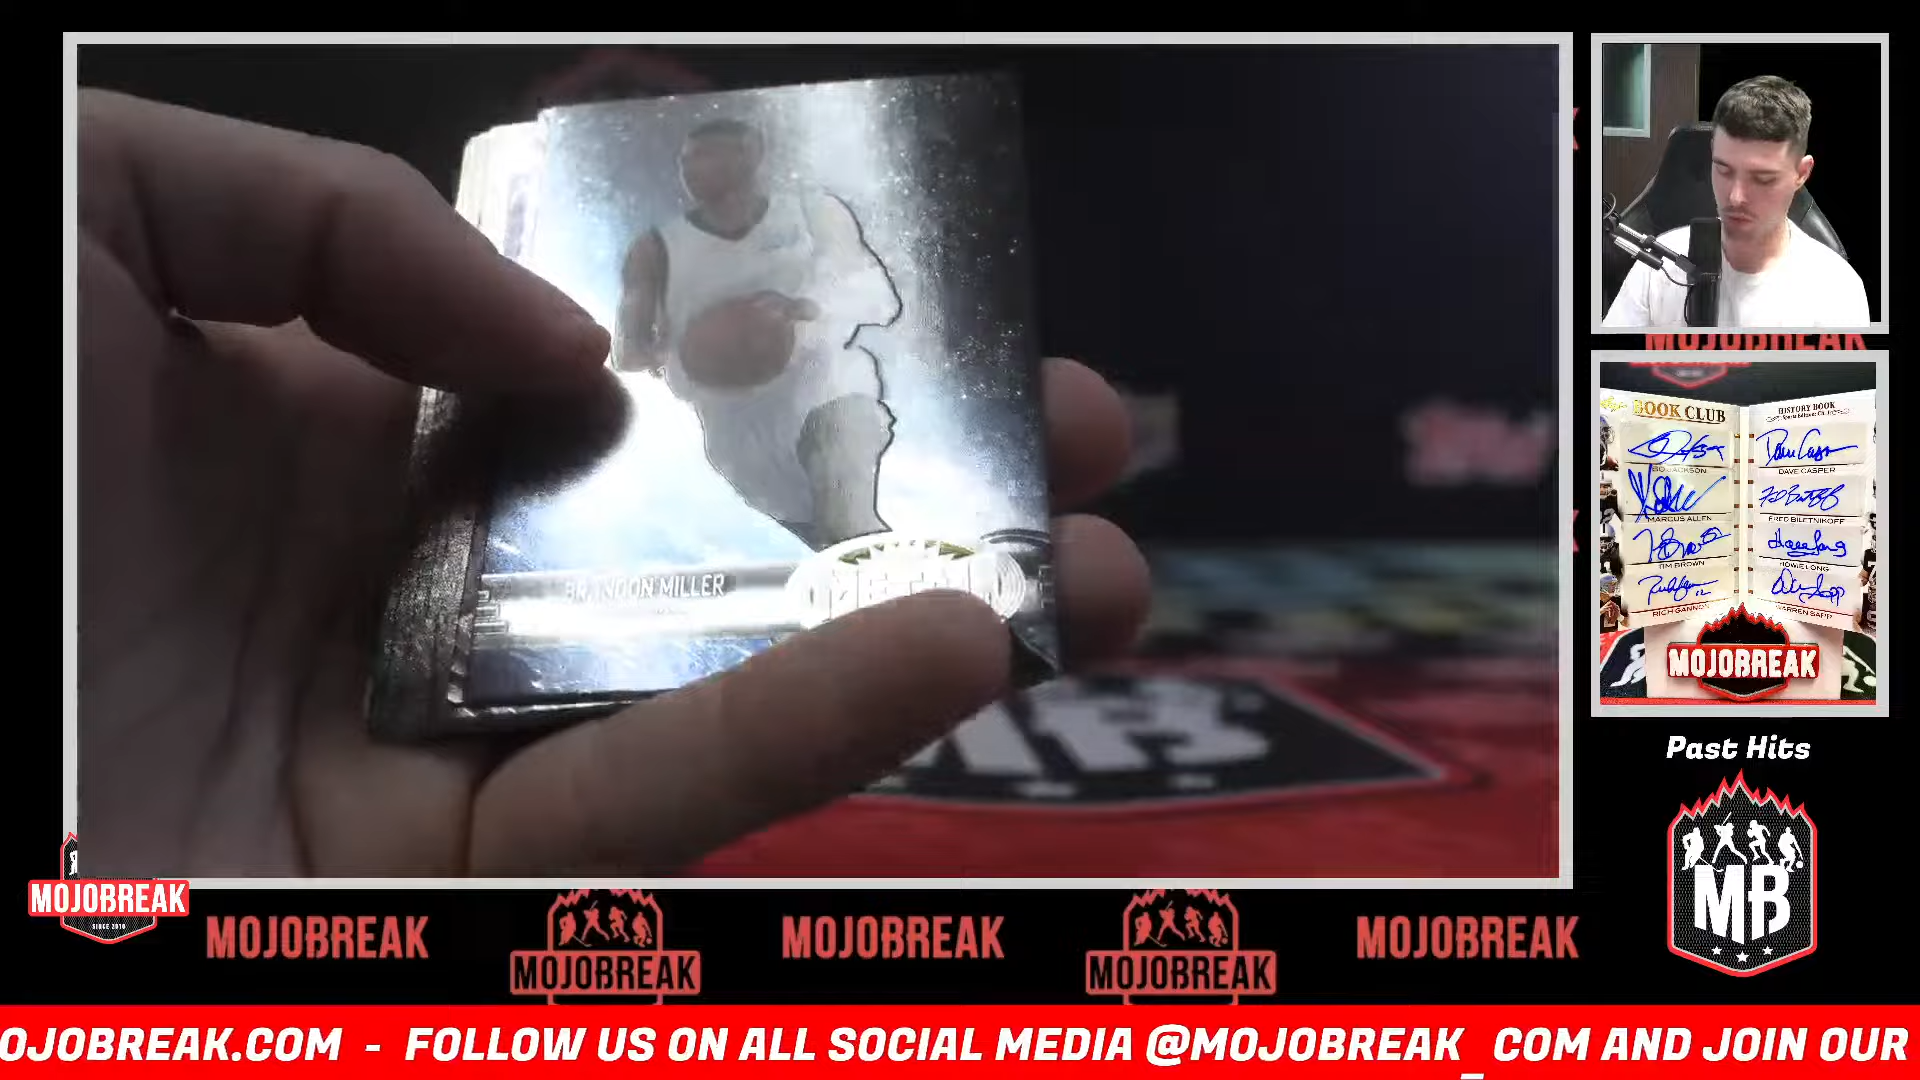 BRANDON MILLER
BOOK CLUB
HISTORY BOOK
BO JACKSON
DAVE CASPER
MARCUS ALLEN
FRED BILETNIKOFF
TIM BROWN
HOWIE LONG
RICH GANNON
WARREN SAPP
MOJOBREAK
Past Hits
MB
MOJOBREAK
SINCE 2010
MOJOBREAK
MOJOBREAK
MOJOBREAK
MOJOBREAK
MOJOBREAK
OJOBREAK.COM - FOLLOW US ON ALL SOCIAL MEDIA @MOJOBREAK_COM AND JOIN OUR